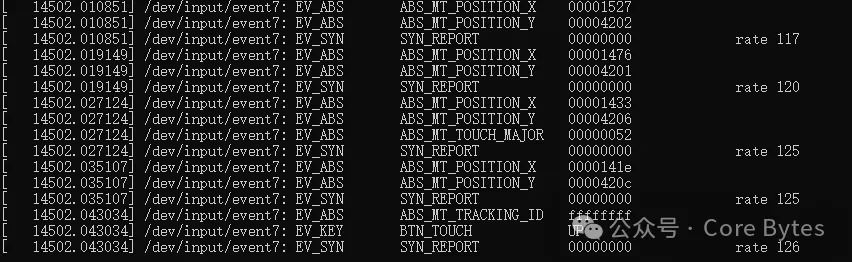 [   14502.010851] /dev/input/event7: EV_ABS       ABS_MT_POSITION_X    00001527
[   14502.010851] /dev/input/event7: EV_ABS       ABS_MT_POSITION_Y    00004202
[   14502.010851] /dev/input/event7: EV_SYN       SYN_REPORT           00000000             rate 117
[   14502.019149] /dev/input/event7: EV_ABS       ABS_MT_POSITION_X    00001476
[   14502.019149] /dev/input/event7: EV_ABS       ABS_MT_POSITION_Y    00004201
[   14502.019149] /dev/input/event7: EV_SYN       SYN_REPORT           00000000             rate 120
[   14502.027124] /dev/input/event7: EV_ABS       ABS_MT_POSITION_X    00001433
[   14502.027124] /dev/input/event7: EV_ABS       ABS_MT_POSITION_Y    00004206
[   14502.027124] /dev/input/event7: EV_ABS       ABS_MT_TOUCH_MAJOR   00000052
[   14502.027124] /dev/input/event7: EV_SYN       SYN_REPORT           00000000             rate 125
[   14502.035107] /dev/input/event7: EV_ABS       ABS_MT_POSITION_X    0000141e
[   14502.035107] /dev/input/event7: EV_ABS       ABS_MT_POSITION_Y    0000420c
[   14502.035107] /dev/input/event7: EV_SYN       SYN_REPORT           00000000             rate 125
[   14502.043034] /dev/input/event7: EV_ABS       ABS_MT_TRACKING_ID   ffffffff
[   14502.043034] /dev/input/event7: EV_KEY       BTN_TOUCH            UP
[   14502.043034] /dev/input/event7: EV_SYN       SYN_REPORT           00000000             rate 126
公众号 · Core Bytes